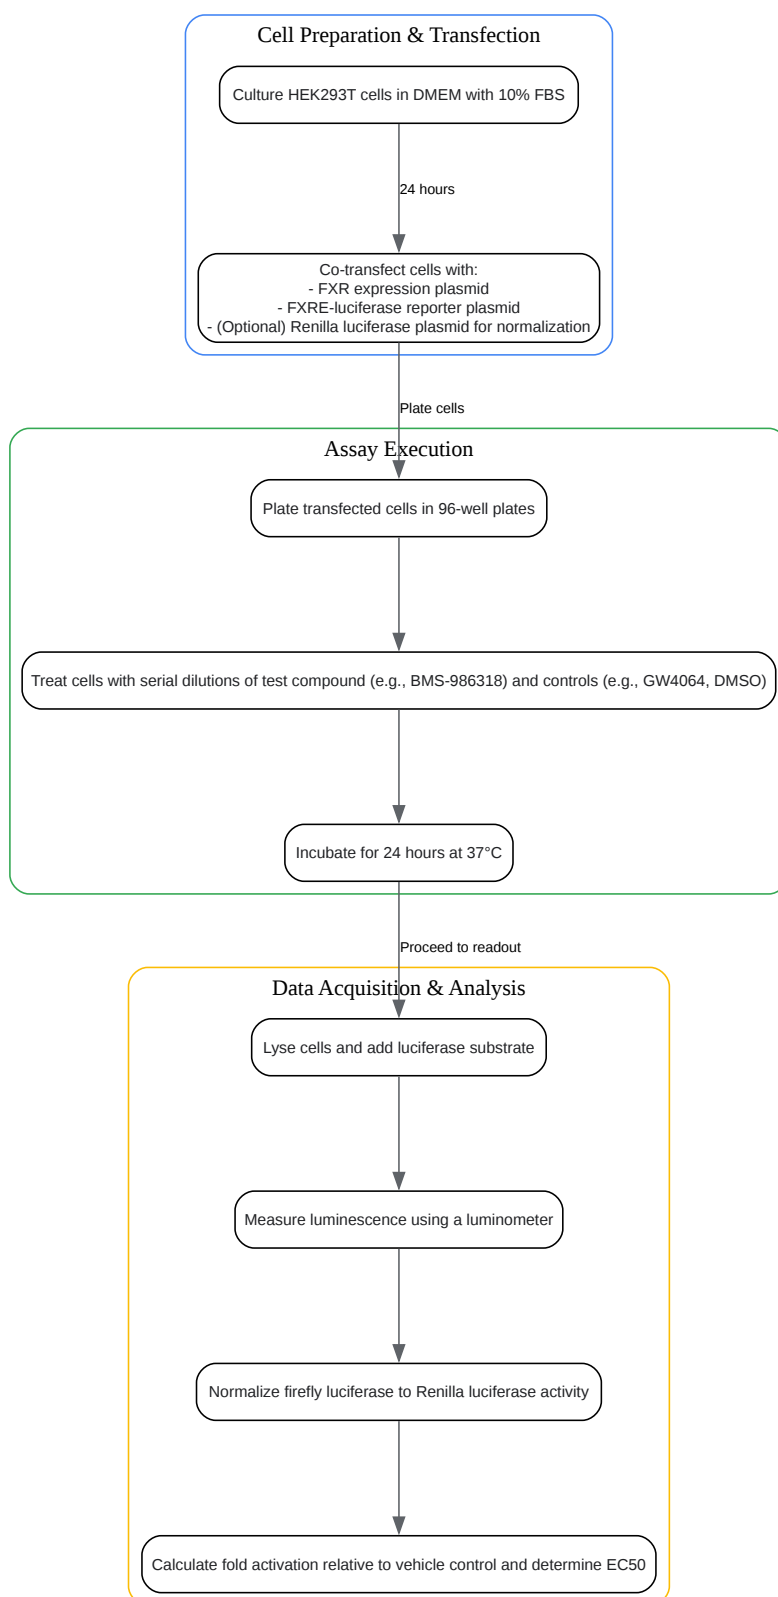 Cell Preparation & Transfection
Culture HEK293T cells in DMEM with 10% FBS
24 hours
Co-transfect cells with:
- FXR expression plasmid
- FXRE-luciferase reporter plasmid
- (Optional) Renilla luciferase plasmid for normalization
Plate cells
Assay Execution
Plate transfected cells in 96-well plates
Treat cells with serial dilutions of test compound (e.g., BMS-986318) and controls (e.g., GW4064, DMSO)
Incubate for 24 hours at 37°C
Proceed to readout
Data Acquisition & Analysis
Lyse cells and add luciferase substrate
Measure luminescence using a luminometer
Normalize firefly luciferase to Renilla luciferase activity
Calculate fold activation relative to vehicle control and determine EC50